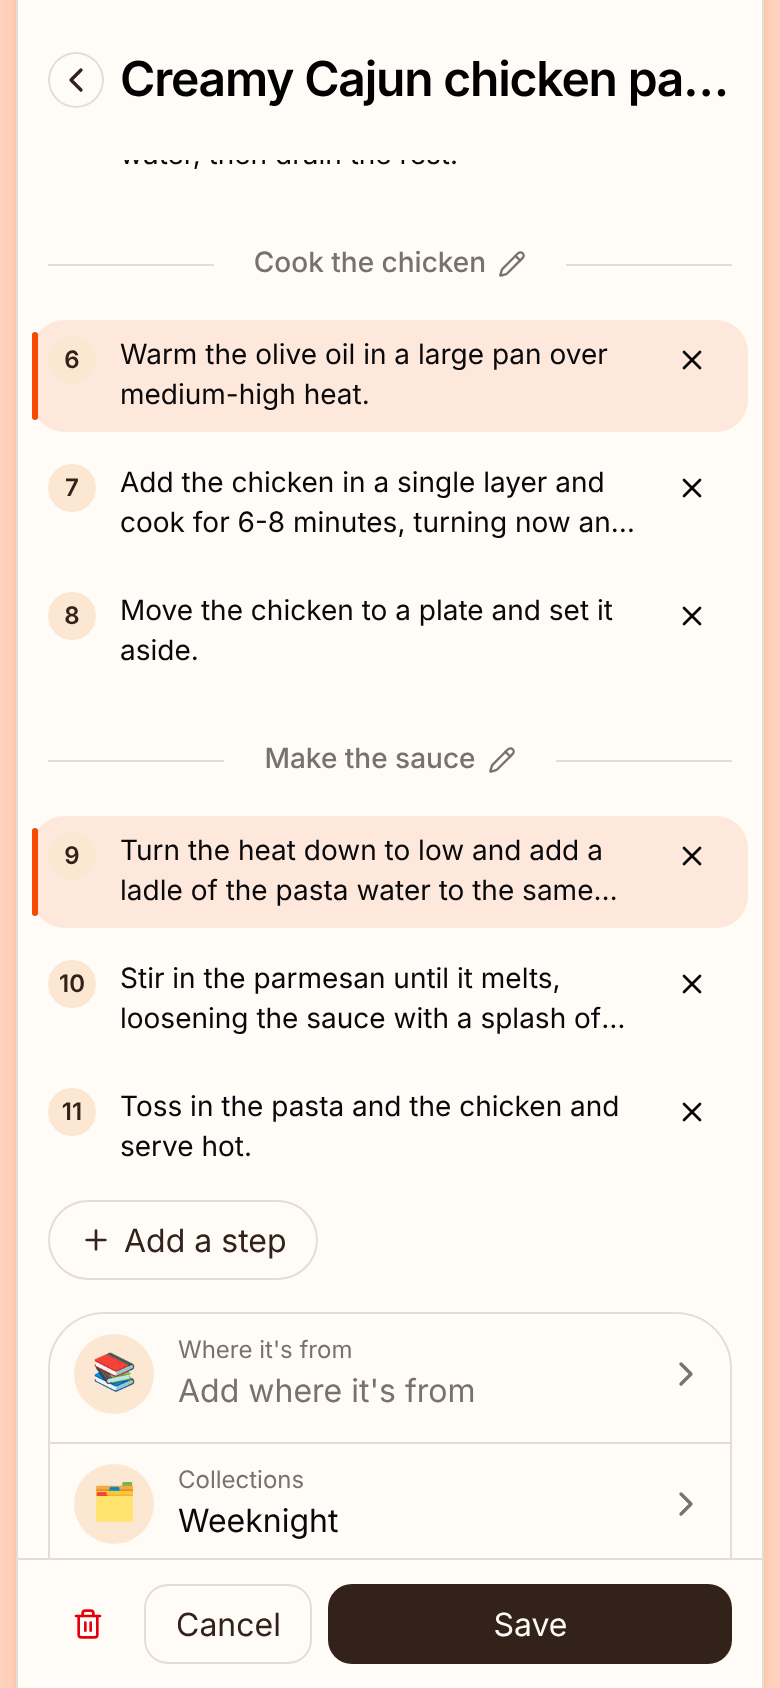 Creamy Cajun chicken pa...
water, then drain the rest.
Cook the chicken
6
Warm the olive oil in a large pan over
medium-high heat.
7
Add the chicken in a single layer and
cook for 6-8 minutes, turning now an...
8
Move the chicken to a plate and set it
aside.
Make the sauce
9
Turn the heat down to low and add a
ladle of the pasta water to the same...
10
Stir in the parmesan until it melts,
loosening the sauce with a splash of...
11
Toss in the pasta and the chicken and
serve hot.
+ Add a step
Where it's from
Add where it's from
Collections
Weeknight
Cancel
Save